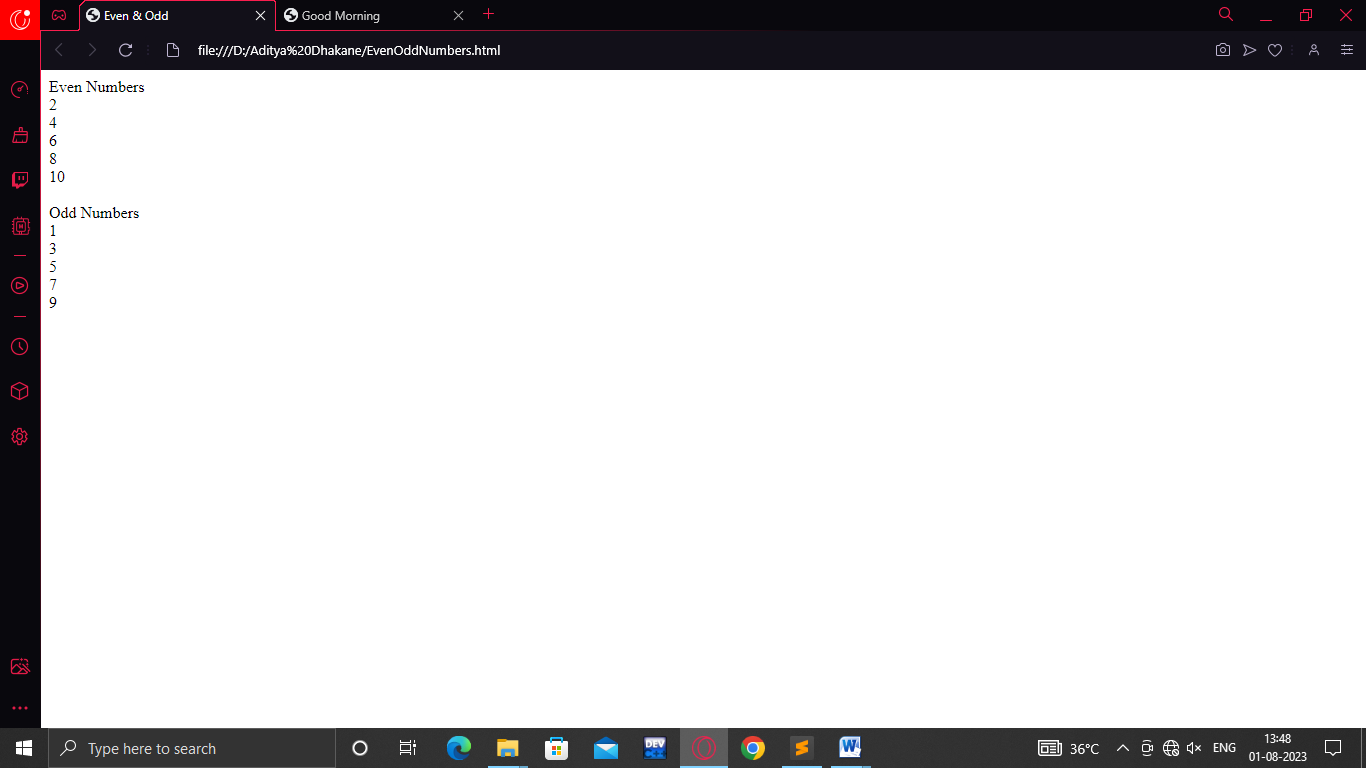 Even & Odd
Good Morning
file:///D:/Aditya%20Dhakane/EvenOddNumbers.html
Even Numbers
2
4
6
8
10
Odd Numbers
1
3
5
7
9
Type here to search
DEV
36°C
ENG
13:48
01-08-2023